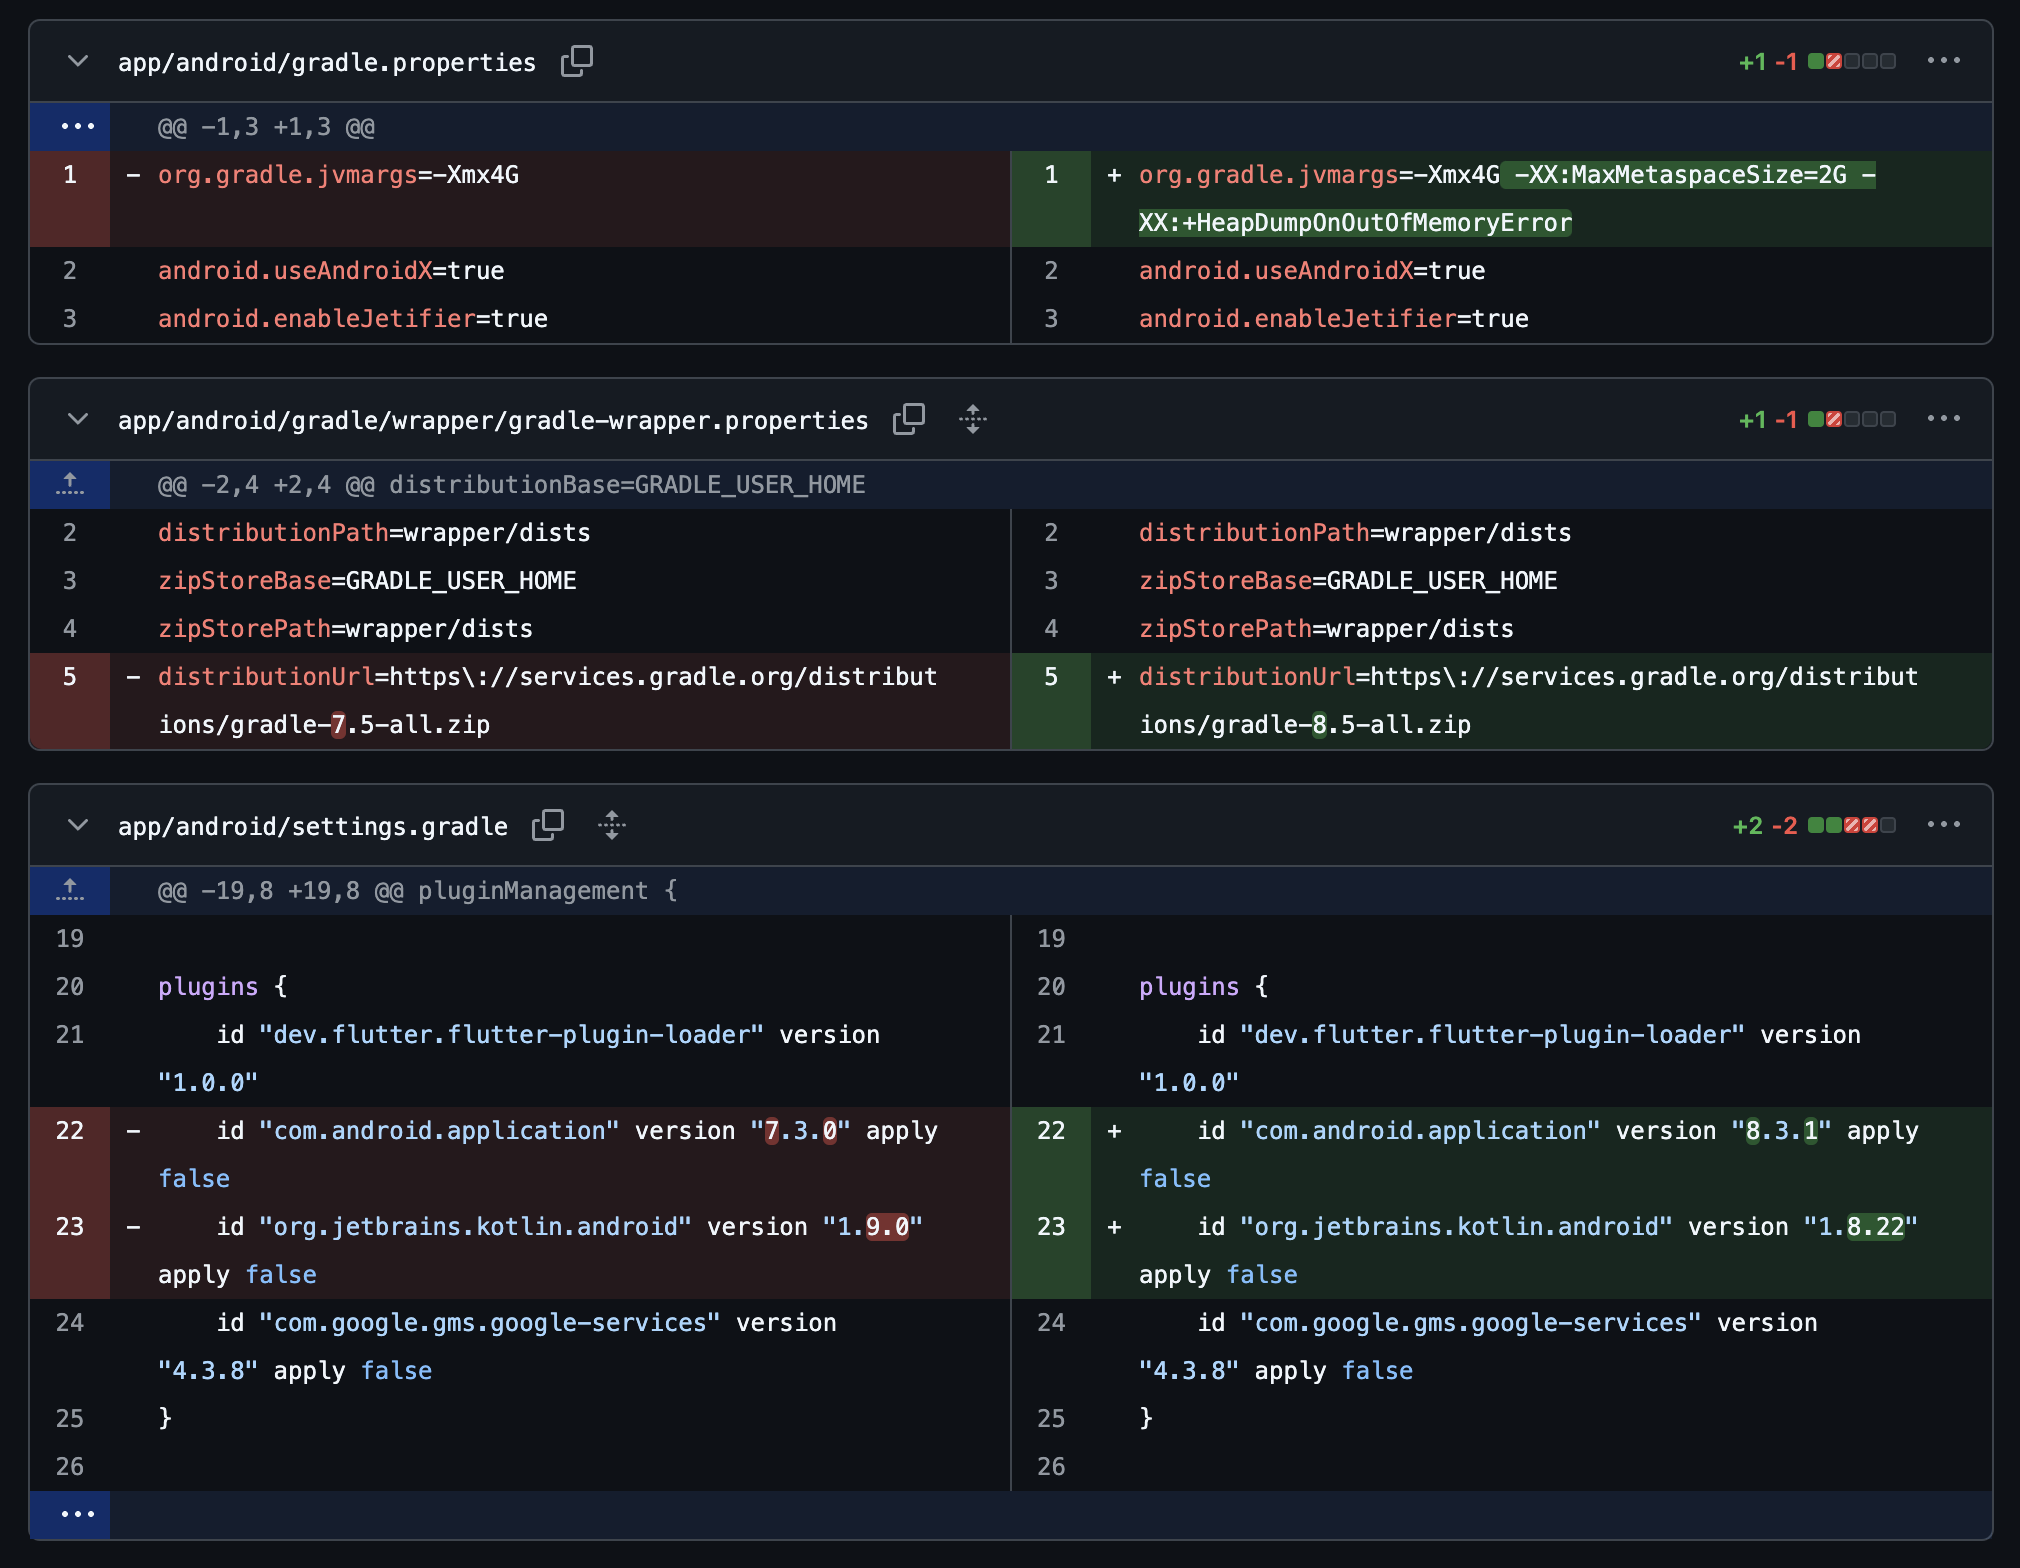 app/android/gradle.properties
+1 -1
@@ -1,3 +1,3 @@
1 - org.gradle.jvmargs=-Xmx4G
1 + org.gradle.jvmargs=-Xmx4G -XX:MaxMetaspaceSize=2G -
XX:+HeapDumpOnOutOfMemoryError
2 android.useAndroidX=true
2 android.useAndroidX=true
3 android.enableJetifier=true
3 android.enableJetifier=true
app/android/gradle/wrapper/gradle-wrapper.properties
+1 -1
@@ -2,4 +2,4 @@ distributionBase=GRADLE_USER_HOME
2 distributionPath=wrapper/dists
2 distributionPath=wrapper/dists
3 zipStoreBase=GRADLE_USER_HOME
3 zipStoreBase=GRADLE_USER_HOME
4 zipStorePath=wrapper/dists
4 zipStorePath=wrapper/dists
5 - distributionUrl=https\://services.gradle.org/distribut
ions/gradle-7.5-all.zip
5 + distributionUrl=https\://services.gradle.org/distribut
ions/gradle-8.5-all.zip
app/android/settings.gradle
+2 -2
@@ -19,8 +19,8 @@ pluginManagement {
19
19
20 plugins {
20 plugins {
21 id "dev.flutter.flutter-plugin-loader" version
"1.0.0"
21 id "dev.flutter.flutter-plugin-loader" version
"1.0.0"
22 - id "com.android.application" version "7.3.0" apply
false
22 + id "com.android.application" version "8.3.1" apply
false
23 - id "org.jetbrains.kotlin.android" version "1.9.0"
apply false
23 + id "org.jetbrains.kotlin.android" version "1.8.22"
apply false
24 id "com.google.gms.google-services" version
"4.3.8" apply false
24 id "com.google.gms.google-services" version
"4.3.8" apply false
25 }
25 }
26
26